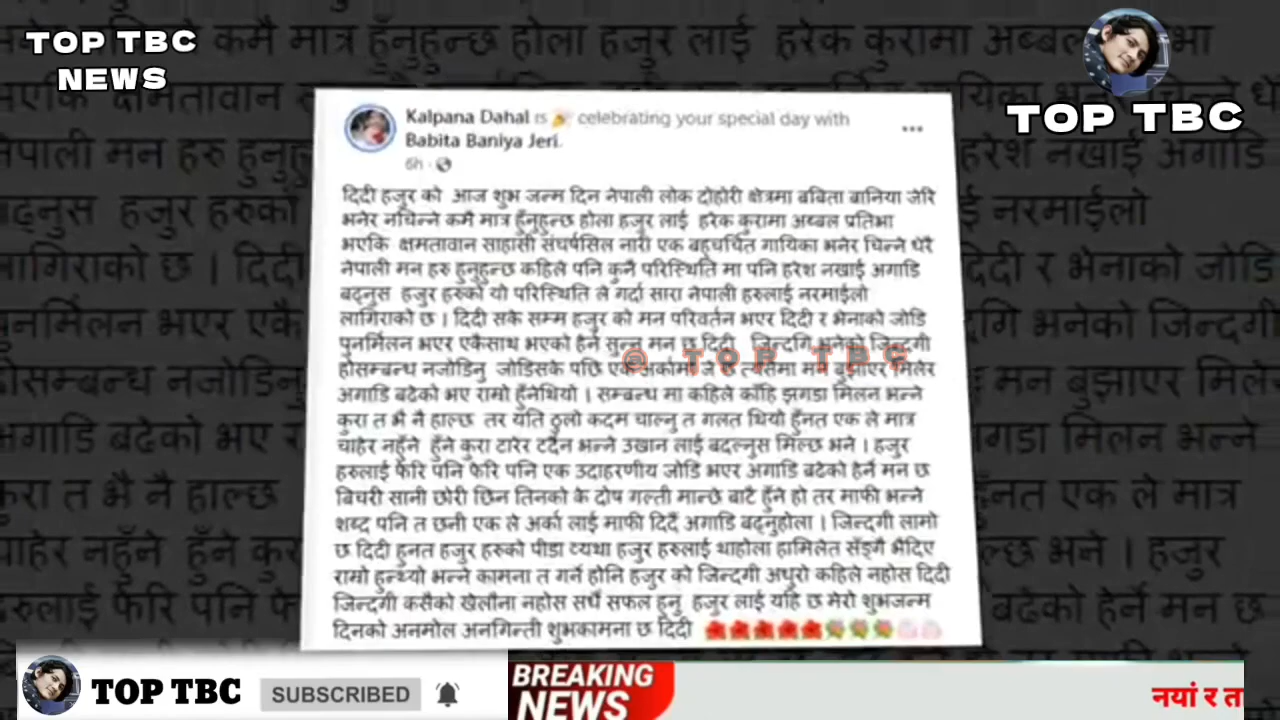 TOP TBC
NEWS
TOP TBC
Kalpana Dahal is celebrating your special day with
Babita Baniya Jeri.
6h
दिदी हजुर को आज शुभ जन्म दिन नेपाली लोक दोहोरी क्षेत्रमा बबिता बानिया जेरि
भनेर नचिन्ने कमै मात्र हुँनुहुन्छ होला हजुर लाई हरेक कुरामा अब्बल प्रतिभा
भएकि क्षमतावान साहासी संघर्षसिल नारी एक बहुचर्चित गायिका भनेर चिन्ने धेरै
नेपाली मन हरु हुनुहुन्छ कहिले पनि कुनै परिस्थिति मा पनि हरेश नखाई अगाडि
बढ्नुस हजुर हरुको यो परिस्थिति ले गर्दा सारा नेपाली हरुलाई नरमाईलो
लागिराको छ । दिदी सके सम्म हजुर को मन परिवर्तन भएर दिदी र भेनाको जोडि
पुनर्मिलन भएर एकैसाथ भएको हेर्ने सुन्न मन छ दिदी जिन्दगि भनेको जिन्दगी
होसम्बन्ध नजोडिनु जोडिसके पछि एक अर्कामा मन बुझाएर मिलेर
अगाडि बढेको भए रामो हुँनेथियो । सम्बन्ध मा कहिले काँहि झगडा मिलन भन्ने
कुरा त भै नै हाल्छ तर यति ठुलो कदम चाल्नु त गलत थियो हुँनत एक ले मात्र
चाहेर नहुँने हुँने कुरा टारेर टर्दैन भन्ने उखान लाई बदल्नुस मिल्छ भने । हजुर
हरुलाई फेरि पनि फेरि पनि एक उदाहरणीय जोडि भएर अगाडि बढेको हेर्ने मन छ
बिचरी सानी छोरी छिन तिनको के दोष गल्ती मान्छे बाटै हुँने हो तर माफी भन्ने
शब्द पनि त छनी एक ले अर्का लाई माफी दिदैं अगाडि बढ्नुहोला । जिन्दगी लामो
छ दिदी हुनत हजुर हरुको पीडा व्यथा हजुर हरुलाई थाहोला हामिलेत सँङ्गै भैदिए
रामो हुन्थ्यो भन्ने कामना त गर्ने होनि हजुर को जिन्दगी अधुरो कहिले नहोस दिदी
जिन्दगी कसैको खेलौना नहोस सधैं सफल हुनु हजुर लाई यहि छ मेरो शुभजन्म
दिनको अनमोल अनगिन्ती शुभकामना छ दिदी
@ TOP TBC
TOP TBC SUBSCRIBED
BREAKING
NEWS
नयां र ता